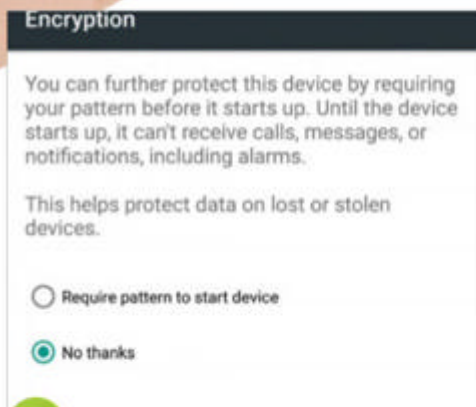 Encryption
You can further protect this device by requiring
your pattern before it starts up. Until the device
starts up, it can't receive calls, messages, or
notifications, including alarms.
This helps protect data on lost or stolen
devices.
Require pattern to start device
No thanks